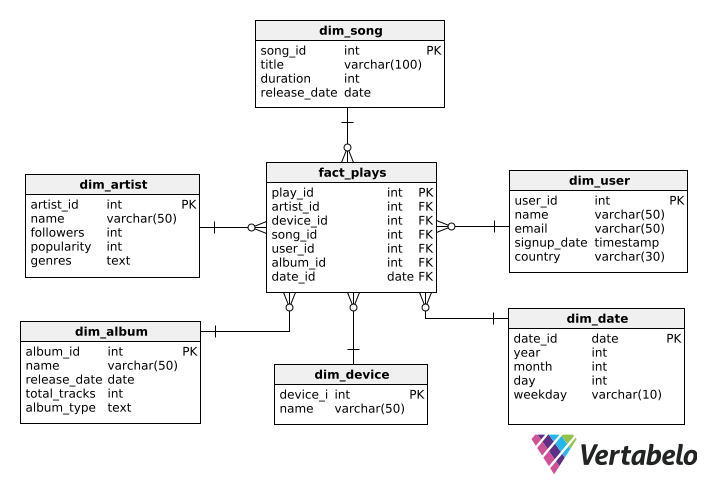 dim_song
song_id int PK
title varchar(100)
duration int
release_date date
fact_plays
play_id int PK
artist_id int FK
device_id int FK
song_id int FK
user_id int FK
album_id int FK
date_id date FK
dim_artist
artist_id int PK
name varchar(50)
followers int
popularity int
genres text
dim_user
user_id int PK
name varchar(50)
email varchar(50)
signup_date timestamp
country varchar(30)
dim_album
album_id int PK
name varchar(50)
release_date date
total_tracks int
album_type text
dim_device
device_i int PK
name varchar(50)
dim_date
date_id date PK
year int
month int
day int
weekday varchar(10)
Vertabelo